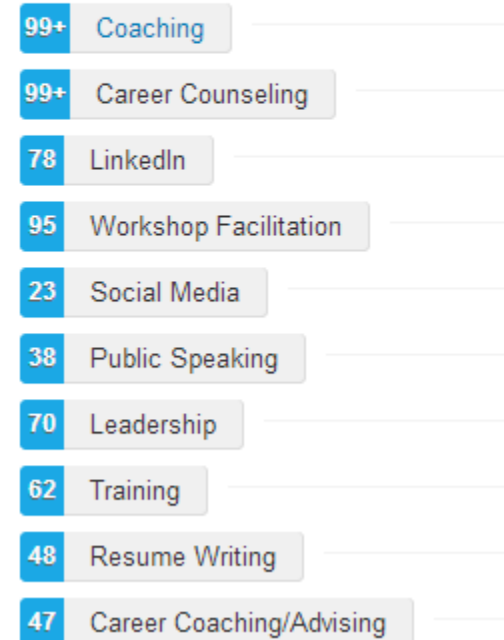 99+ Coaching
99+ Career Counseling
78 LinkedIn
95 Workshop Facilitation
23 Social Media
38 Public Speaking
70 Leadership
62 Training
48 Resume Writing
47 Career Coaching/Advising